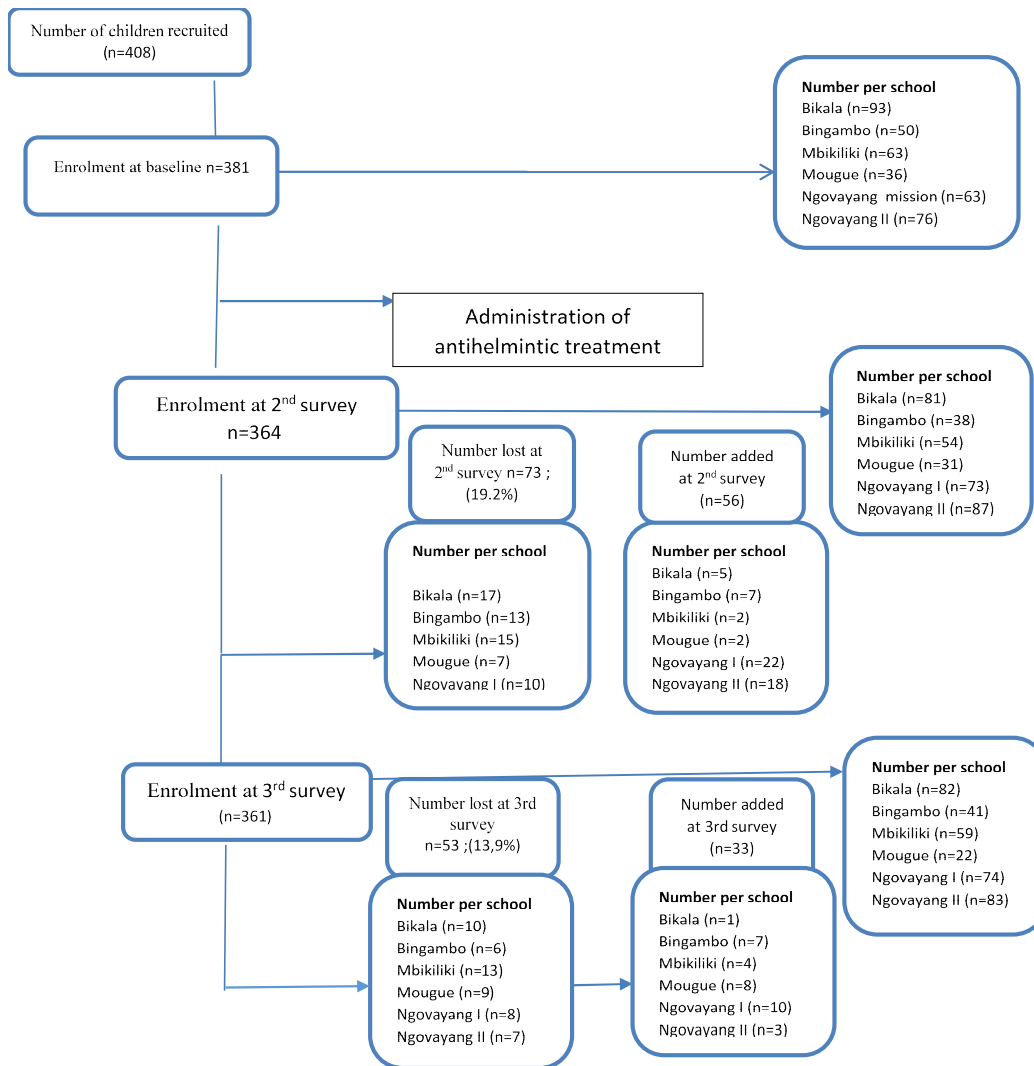 Number of children recruited
(n=408)
Number per school
Bikala (n=93)
Bingambo (n=50)
Mbikiliki (n=63)
Mougue (n=36)
Ngovayang mission (n=63)
Ngovayang II (n=76)
Enrolment at baseline n=381
Administration of
antihelmintic treatment
Enrolment at 2nd survey
n=364
Number per school
Bikala (n=81)
Bingambo (n=38)
Mbikiliki (n=54)
Mougue (n=31)
Ngovayang I (n=73)
Ngovayang II (n=87)
Number lost at
2nd survey n=73 ;
(19.2%)
Number per school
Bikala (n=17)
Bingambo (n=13)
Mbikiliki (n=15)
Mougue (n=7)
Ngovayang I (n=10)
Number added
at 2nd survey
(n=56)
Number per school
Bikala (n=5)
Bingambo (n=7)
Mbikiliki (n=2)
Mougue (n=2)
Ngovayang I (n=22)
Ngovayang II (n=18)
Enrolment at 3rd survey
(n=361)
Number per school
Bikala (n=82)
Bingambo (n=41)
Mbikiliki (n=59)
Mougue (n=22)
Ngovayang I (n=74)
Ngovayang II (n=83)
Number lost at 3rd
survey
n=53 ;(13,9%)
Number per school
Bikala (n=10)
Bingambo (n=6)
Mbikiliki (n=13)
Mougue (n=9)
Ngovayang I (n=8)
Ngovayang II (n=7)
Number added
at 3rd survey
(n=33)
Number per school
Bikala (n=1)
Bingambo (n=7)
Mbikiliki (n=4)
Mougue (n=8)
Ngovayang I (n=10)
Ngovayang II (n=3)